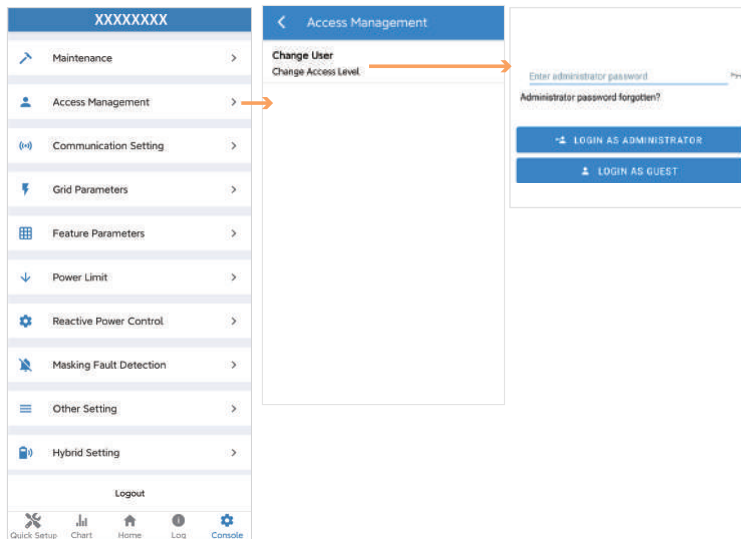 XXXXXXXX
Maintenance
Access Management
Communication Setting
Grid Parameters
Feature Parameters
Power Limit
Reactive Power Control
Masking Fault Detection
Other Setting
Hybrid Setting
Logout
Quick Setup Chart Home Log Console
Access Management
Change User
Change Access Level
Enter administrator password
Administrator password forgotten?
LOGIN AS ADMINISTRATOR
LOGIN AS GUEST